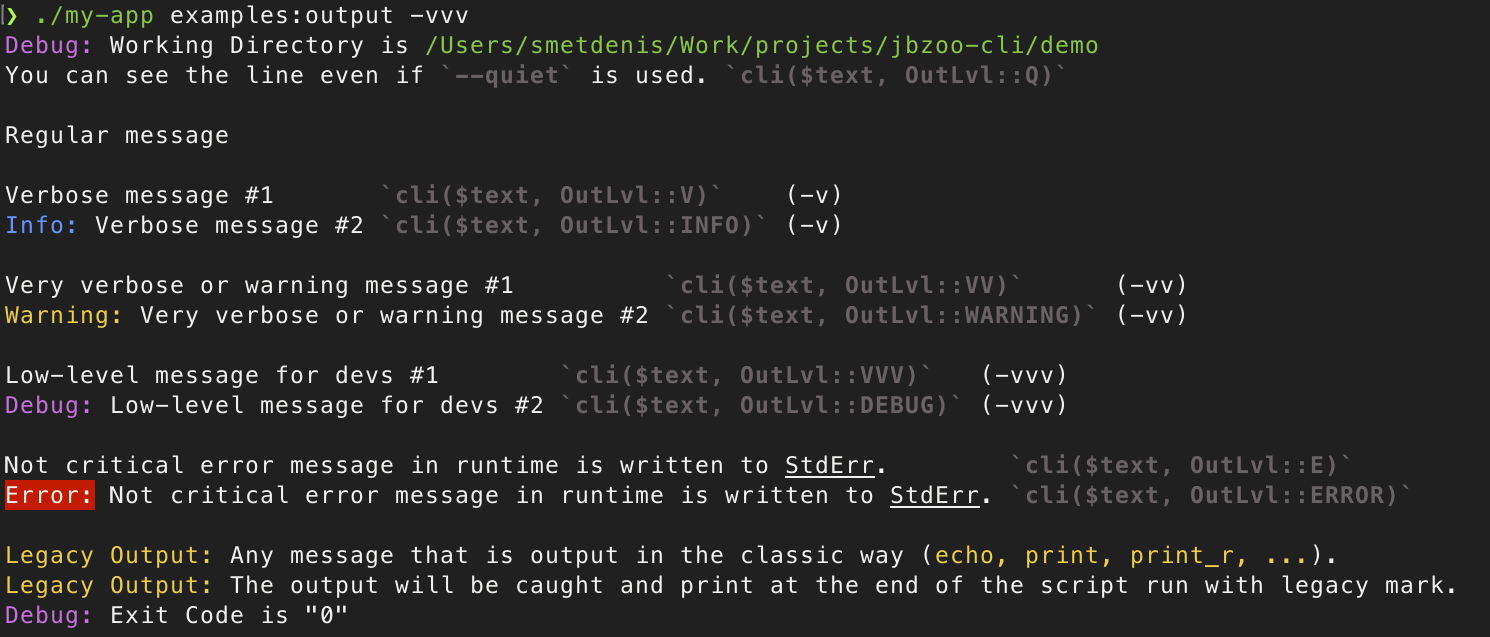 ❯ ./my-app examples:output -vvv
Debug: Working Directory is /Users/smetdenis/Work/projects/jbzoo-cli/demo
You can see the line even if `--quiet` is used. `cli($text, OutLvl::Q)`
Regular message
Verbose message #1 `cli($text, OutLvl::V)` (-v)
Info: Verbose message #2 `cli($text, OutLvl::INFO)` (-v)
Very verbose or warning message #1 `cli($text, OutLvl::VV)` (-vv)
Warning: Very verbose or warning message #2 `cli($text, OutLvl::WARNING)` (-vv)
Low-level message for devs #1 `cli($text, OutLvl::VVV)` (-vvv)
Debug: Low-level message for devs #2 `cli($text, OutLvl::DEBUG)` (-vvv)
Not critical error message in runtime is written to StdErr. `cli($text, OutLvl::E)`
Error: Not critical error message in runtime is written to StdErr. `cli($text, OutLvl::ERROR)`
Legacy Output: Any message that is output in the classic way (echo, print, print_r, ...).
Legacy Output: The output will be caught and print at the end of the script run with legacy mark.
Debug: Exit Code is "0"